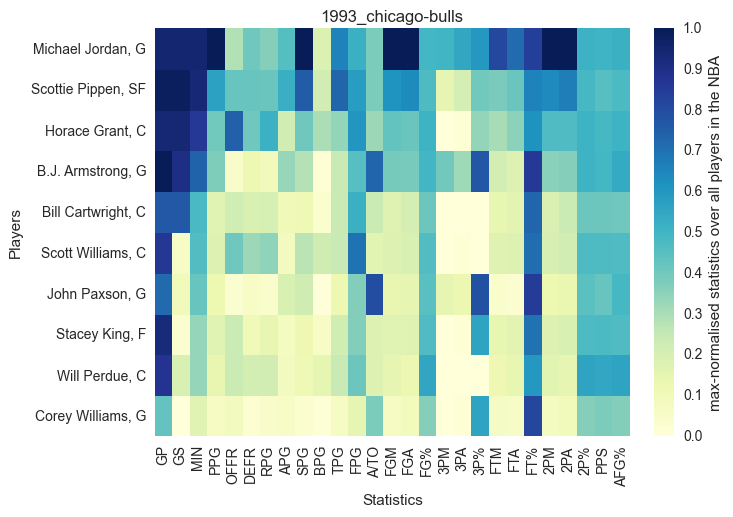 1993_chicago-bulls
Players
Michael Jordan, G
Scottie Pippen, SF
Horace Grant, C
B.J. Armstrong, G
Bill Cartwright, C
Scott Williams, C
John Paxson, G
Stacey King, F
Will Perdue, C
Corey Williams, G
GP GS MIN PPG OFFR DEFR RPG APG SPG BPG TPG FPG A/TO FGM FGA FG% 3PM 3PA 3P% FTM FTA FT% 2PM 2PA 2P% PPS AFG%
Statistics
1.0
0.9
0.8
0.7
0.6
0.5
0.4
0.3
0.2
0.1
0.0
max-normalised statistics over all players in the NBA